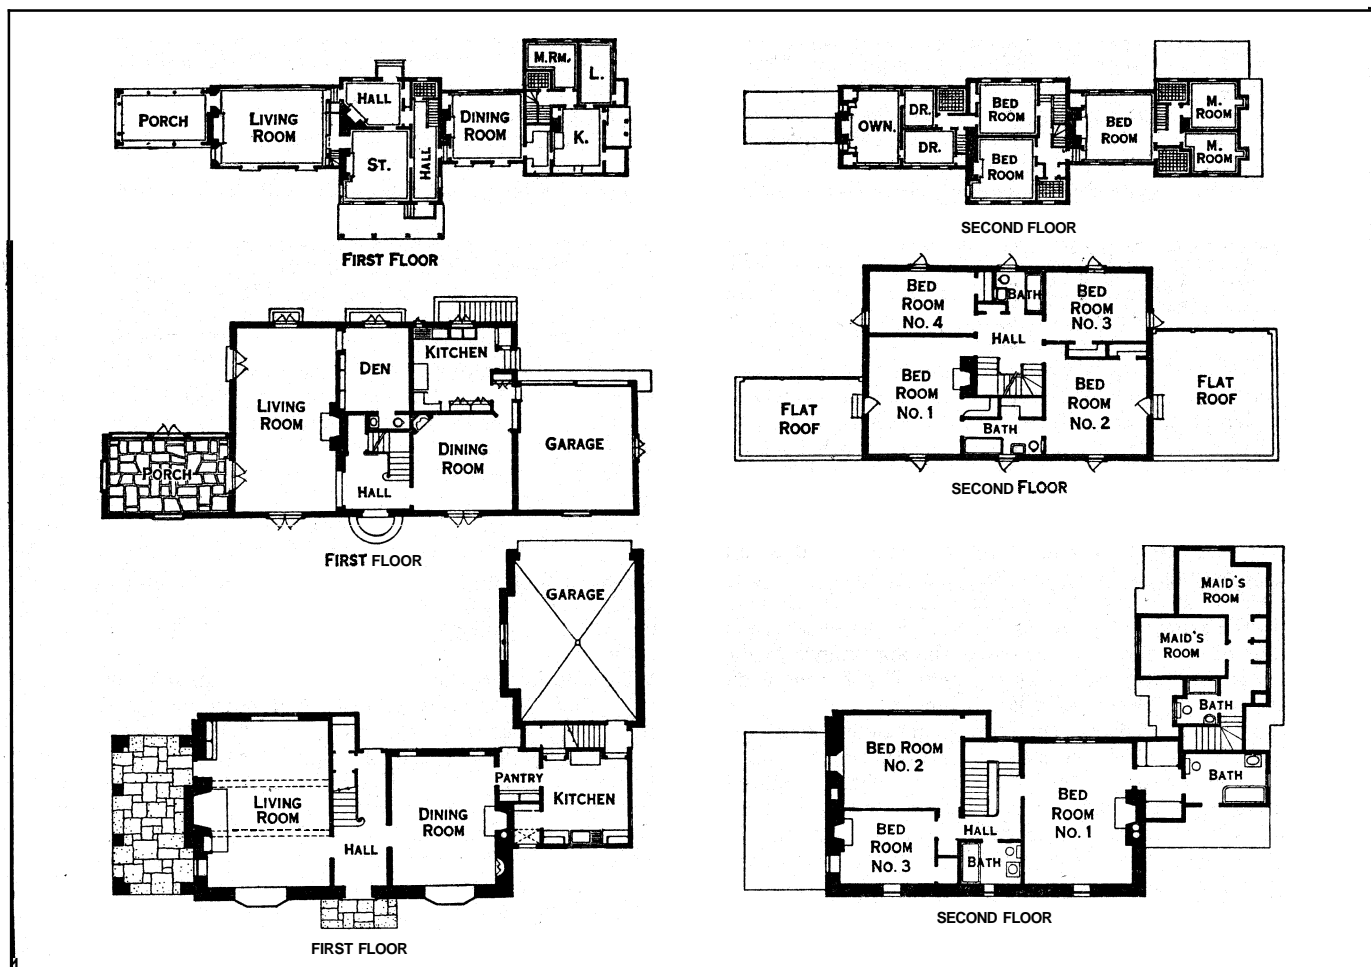 M.RM.
L.
HALL
PORCH
LIVING
ROOM
DINING
ROOM
K.
ST.
HALL
FIRST FLOOR
OWN.
DR.
DR.
BED
ROOM
BED
ROOM
BED
ROOM
M.
ROOM
M.
ROOM
SECOND FLOOR
KITCHEN
DEN
LIVING
ROOM
GARAGE
DINING
ROOM
PORCH
HALL
FIRST FLOOR
BED
ROOM
No. 4
BATH
BED
ROOM
No. 3
HALL
BED
ROOM
No. 1
BED
ROOM
No. 2
FLAT
ROOF
FLAT
ROOF
BATH
SECOND FLOOR
GARAGE
PANTRY
KITCHEN
LIVING
ROOM
DINING
ROOM
HALL
FIRST FLOOR
MAID'S
ROOM
MAID'S
ROOM
BATH
BED ROOM
No. 2
BATH
BED
ROOM
No. 1
HALL
BED
ROOM
No. 3
BATH
SECOND FLOOR